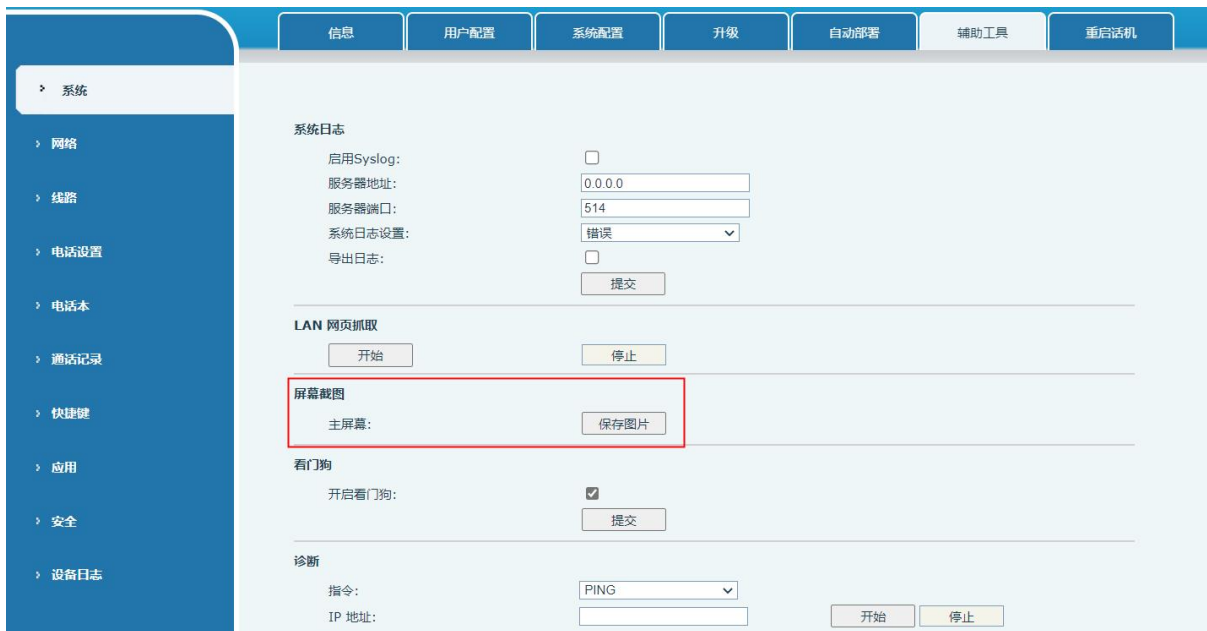 信息 用户配置 系统配置 升级 自动部署 辅助工具 重启话机
系统
网络
线路
电话设置
电话本
通话记录
快捷键
应用
安全
设备日志
系统日志
启用Syslog:
服务器地址: 0.0.0.0
服务器端口: 514
系统日志设置: 错误
导出日志:
提交
LAN 网页抓取
开始 停止
屏幕截图
主屏幕: 保存图片
看门狗
开启看门狗:
提交
诊断
指令: PING
IP 地址: 开始 停止